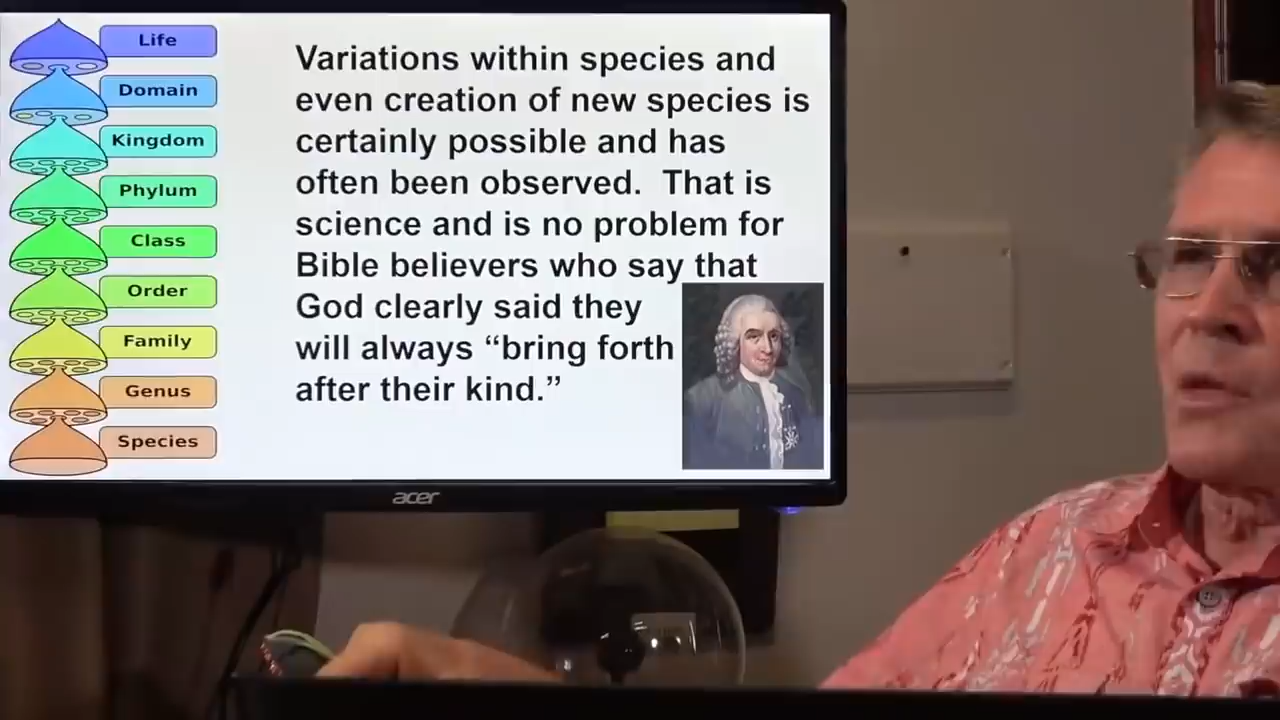 Life
Domain
Kingdom
Phylum
Class
Order
Family
Genus
Species
Variations within species and
even creation of new species is
certainly possible and has
often been observed.  That is
science and is no problem for
Bible believers who say that
God clearly said they
will always “bring forth
after their kind.”
acer